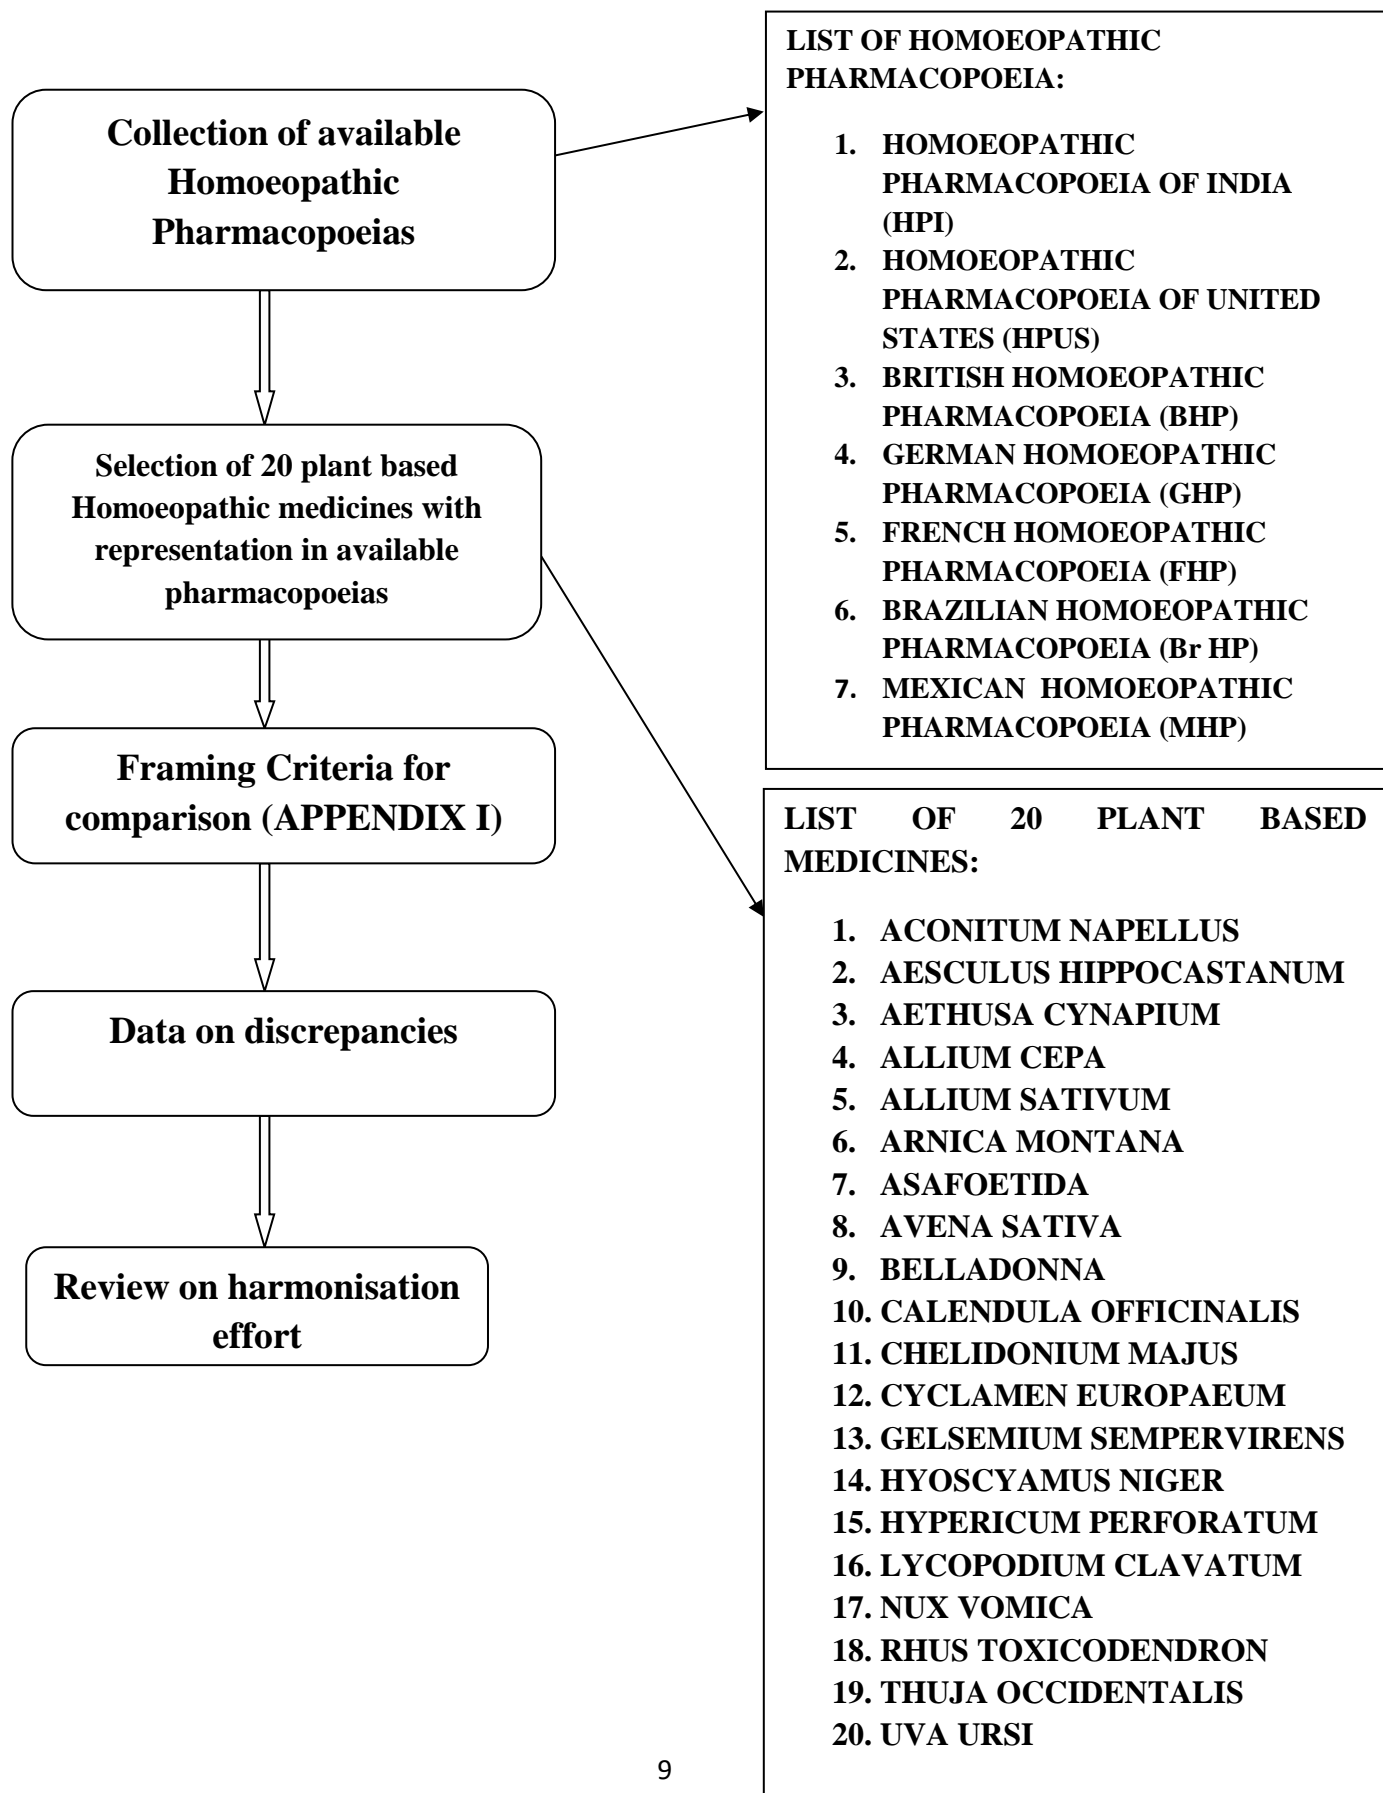 Collection of available
Homoeopathic
Pharmacopoeias
Selection of 20 plant based
Homoeopathic medicines with
representation in available
pharmacopoeias
Framing Criteria for
comparison (APPENDIX I)
Data on discrepancies
Review on harmonisation
effort
LIST OF HOMOEOPATHIC
PHARMACOPOEIA:
1. HOMOEOPATHIC
PHARMACOPOEIA OF INDIA
(HPI)
2. HOMOEOPATHIC
PHARMACOPOEIA OF UNITED
STATES (HPUS)
3. BRITISH HOMOEOPATHIC
PHARMACOPOEIA (BHP)
4. GERMAN HOMOEOPATHIC
PHARMACOPOEIA (GHP)
5. FRENCH HOMOEOPATHIC
PHARMACOPOEIA (FHP)
6. BRAZILIAN HOMOEOPATHIC
PHARMACOPOEIA (Br HP)
7. MEXICAN HOMOEOPATHIC
PHARMACOPOEIA (MHP)
LIST OF 20 PLANT BASED
MEDICINES:
1. ACONITUM NAPELLUS
2. AESCULUS HIPPOCASTANUM
3. AETHUSA CYNAPIUM
4. ALLIUM CEPA
5. ALLIUM SATIVUM
6. ARNICA MONTANA
7. ASAFOETIDA
8. AVENA SATIVA
9. BELLADONNA
10. CALENDULA OFFICINALIS
11. CHELIDONIUM MAJUS
12. CYCLAMEN EUROPAEUM
13. GELSEMIUM SEMPERVIRENS
14. HYOSCYAMUS NIGER
15. HYPERICUM PERFORATUM
16. LYCOPODIUM CLAVATUM
17. NUX VOMICA
18. RHUS TOXICODENDRON
19. THUJA OCCIDENTALIS
20. UVA URSI
9